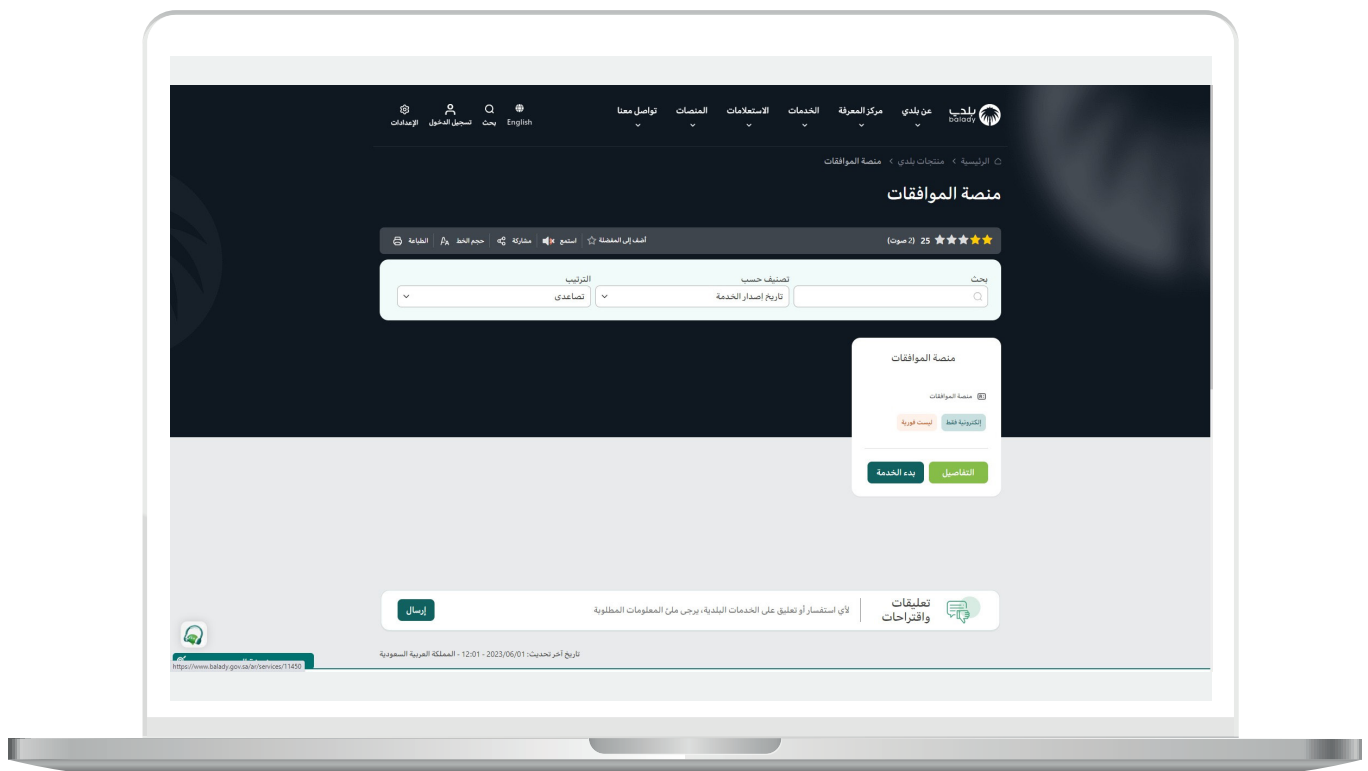 بلدي
balady
عن بلدي
مركز المعرفة
الخدمات
الاستعلامات
المنصات
تواصل معنا
English
بحث
تسجيل الدخول
الإعدادات
الرئيسية > منتجات بلدي > منصة الموافقات
منصة الموافقات
25 (2 صوت)
أضف إلى المفضلة
استمع
مشاركة
حجم الخط
الطباعة
بحث
تصنيف حسب
الترتيب
تاريخ اصدار الخدمة
تصاعدى
منصة الموافقات
منصة الموافقات
إلكترونية فقط
ليست فورية
التفاصيل
بدء الخدمة
تعليقات
واقتراحات
لأي استفسار أو تعليق على الخدمات البلدية، يرجى ملئ المعلومات المطلوبة
إرسال
تاريخ آخر تحديث: 2023/06/01 - 12:01 - المملكة العربية السعودية
https://www.balady.gov.sa/ar/services/11450